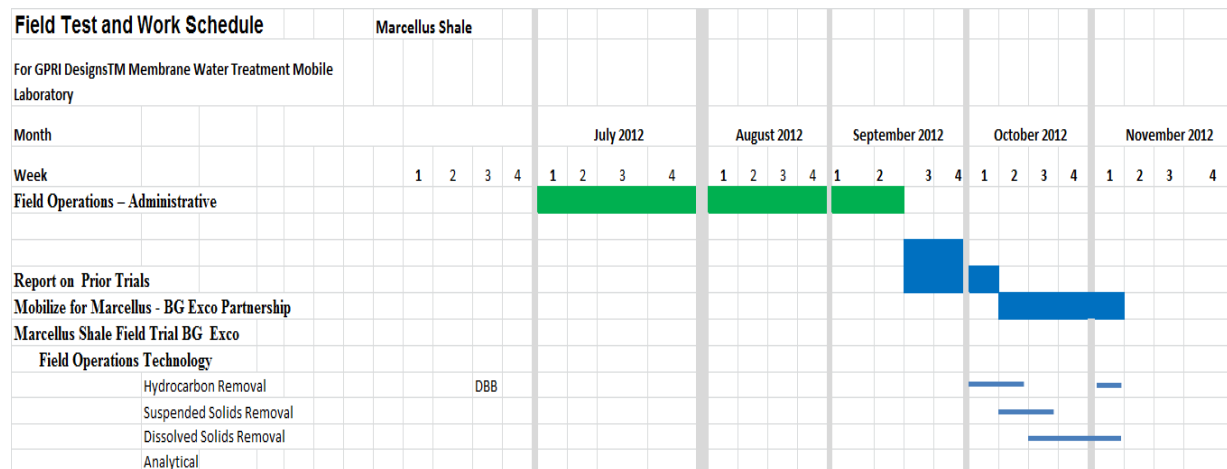 Field Test and Work Schedule Marcellus Shale
For GPRI DesignsTM Membrane Water Treatment Mobile
Laboratory
Month July 2012 August 2012 September 2012 October 2012 November 2012
Week 1 2 3 4 1 2 3 4 1 2 3 4 1 2 3 4 1 2 3 4 1 2 3 4
Field Operations – Administrative
Report on Prior Trials
Mobilize for Marcellus - BG Exco Partnership
Marcellus Shale Field Trial BG Exco
Field Operations Technology
Hydrocarbon Removal DBB
Suspended Solids Removal
Dissolved Solids Removal
Analytical